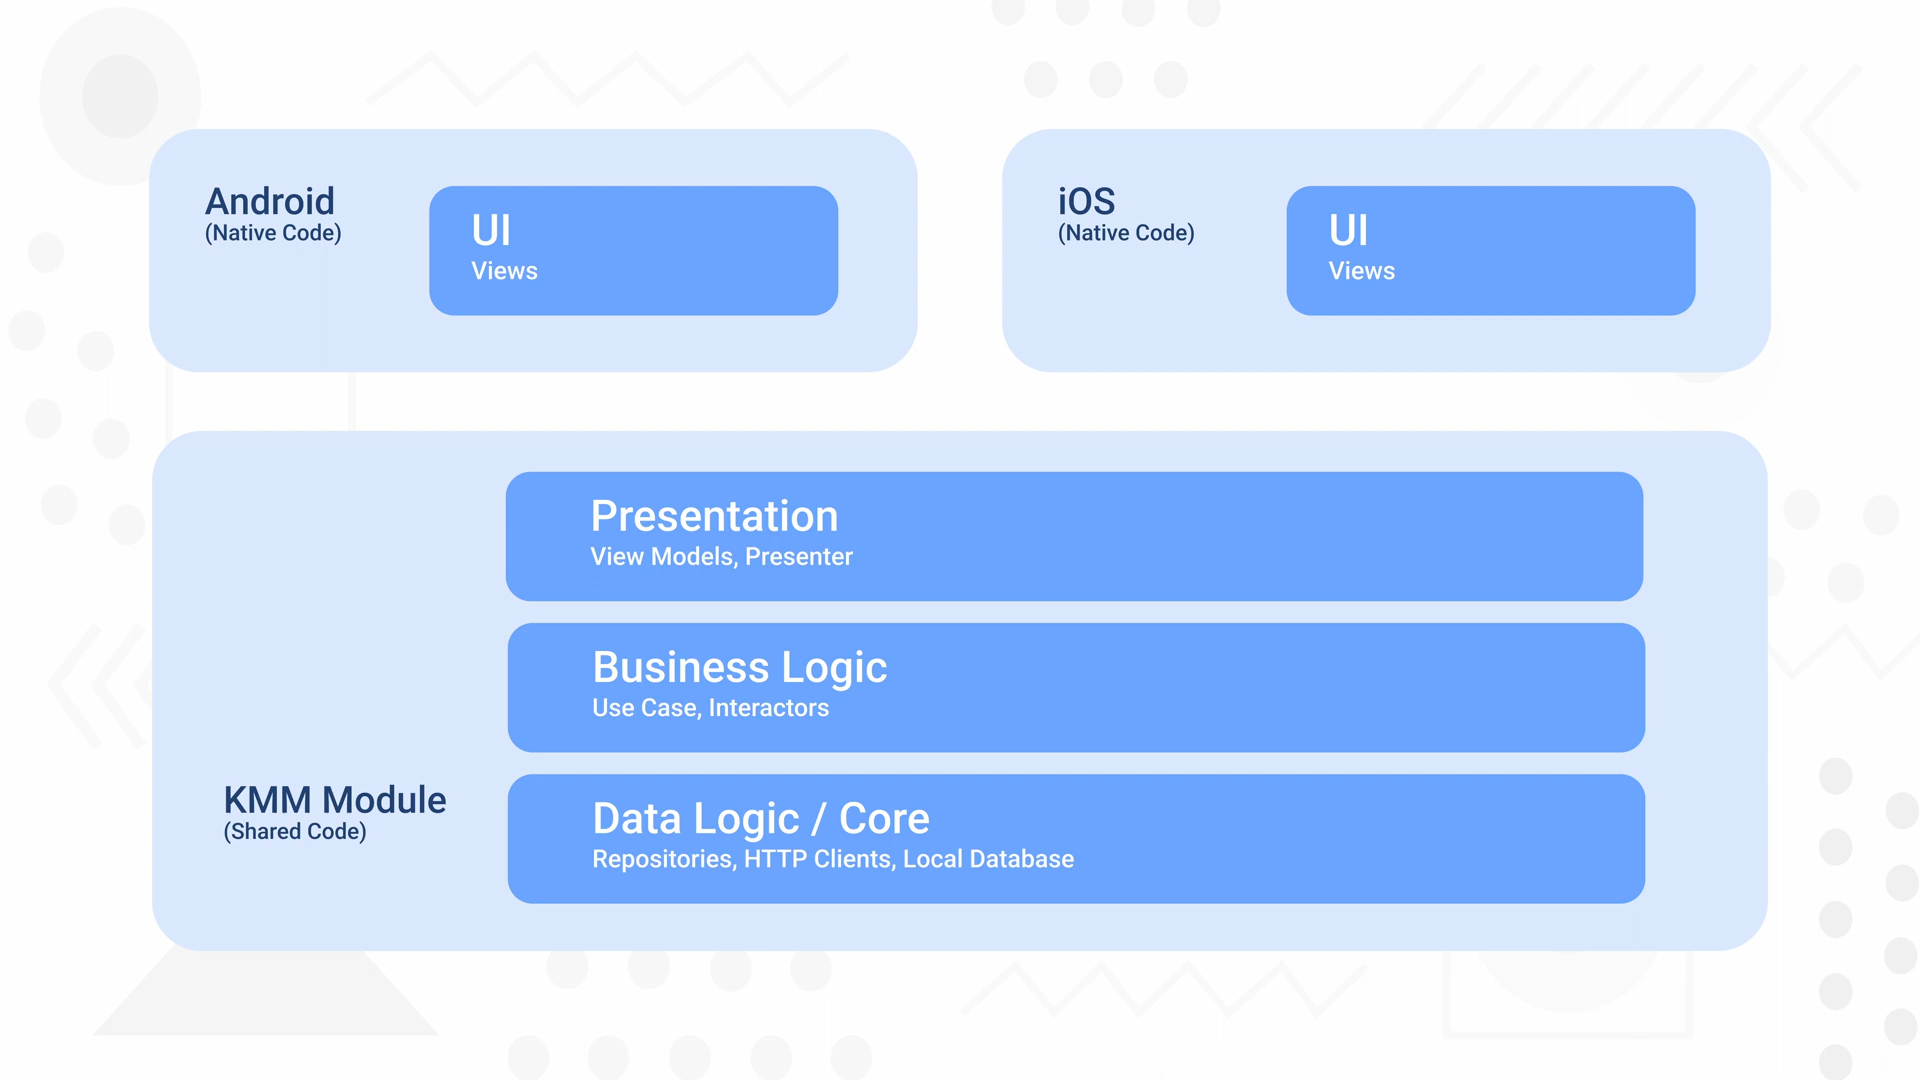 Android
(Native Code)
UI
Views
iOS
(Native Code)
UI
Views
Presentation
View Models, Presenter
Business Logic
Use Case, Interactors
KMM Module
(Shared Code)
Data Logic / Core
Repositories, HTTP Clients, Local Database